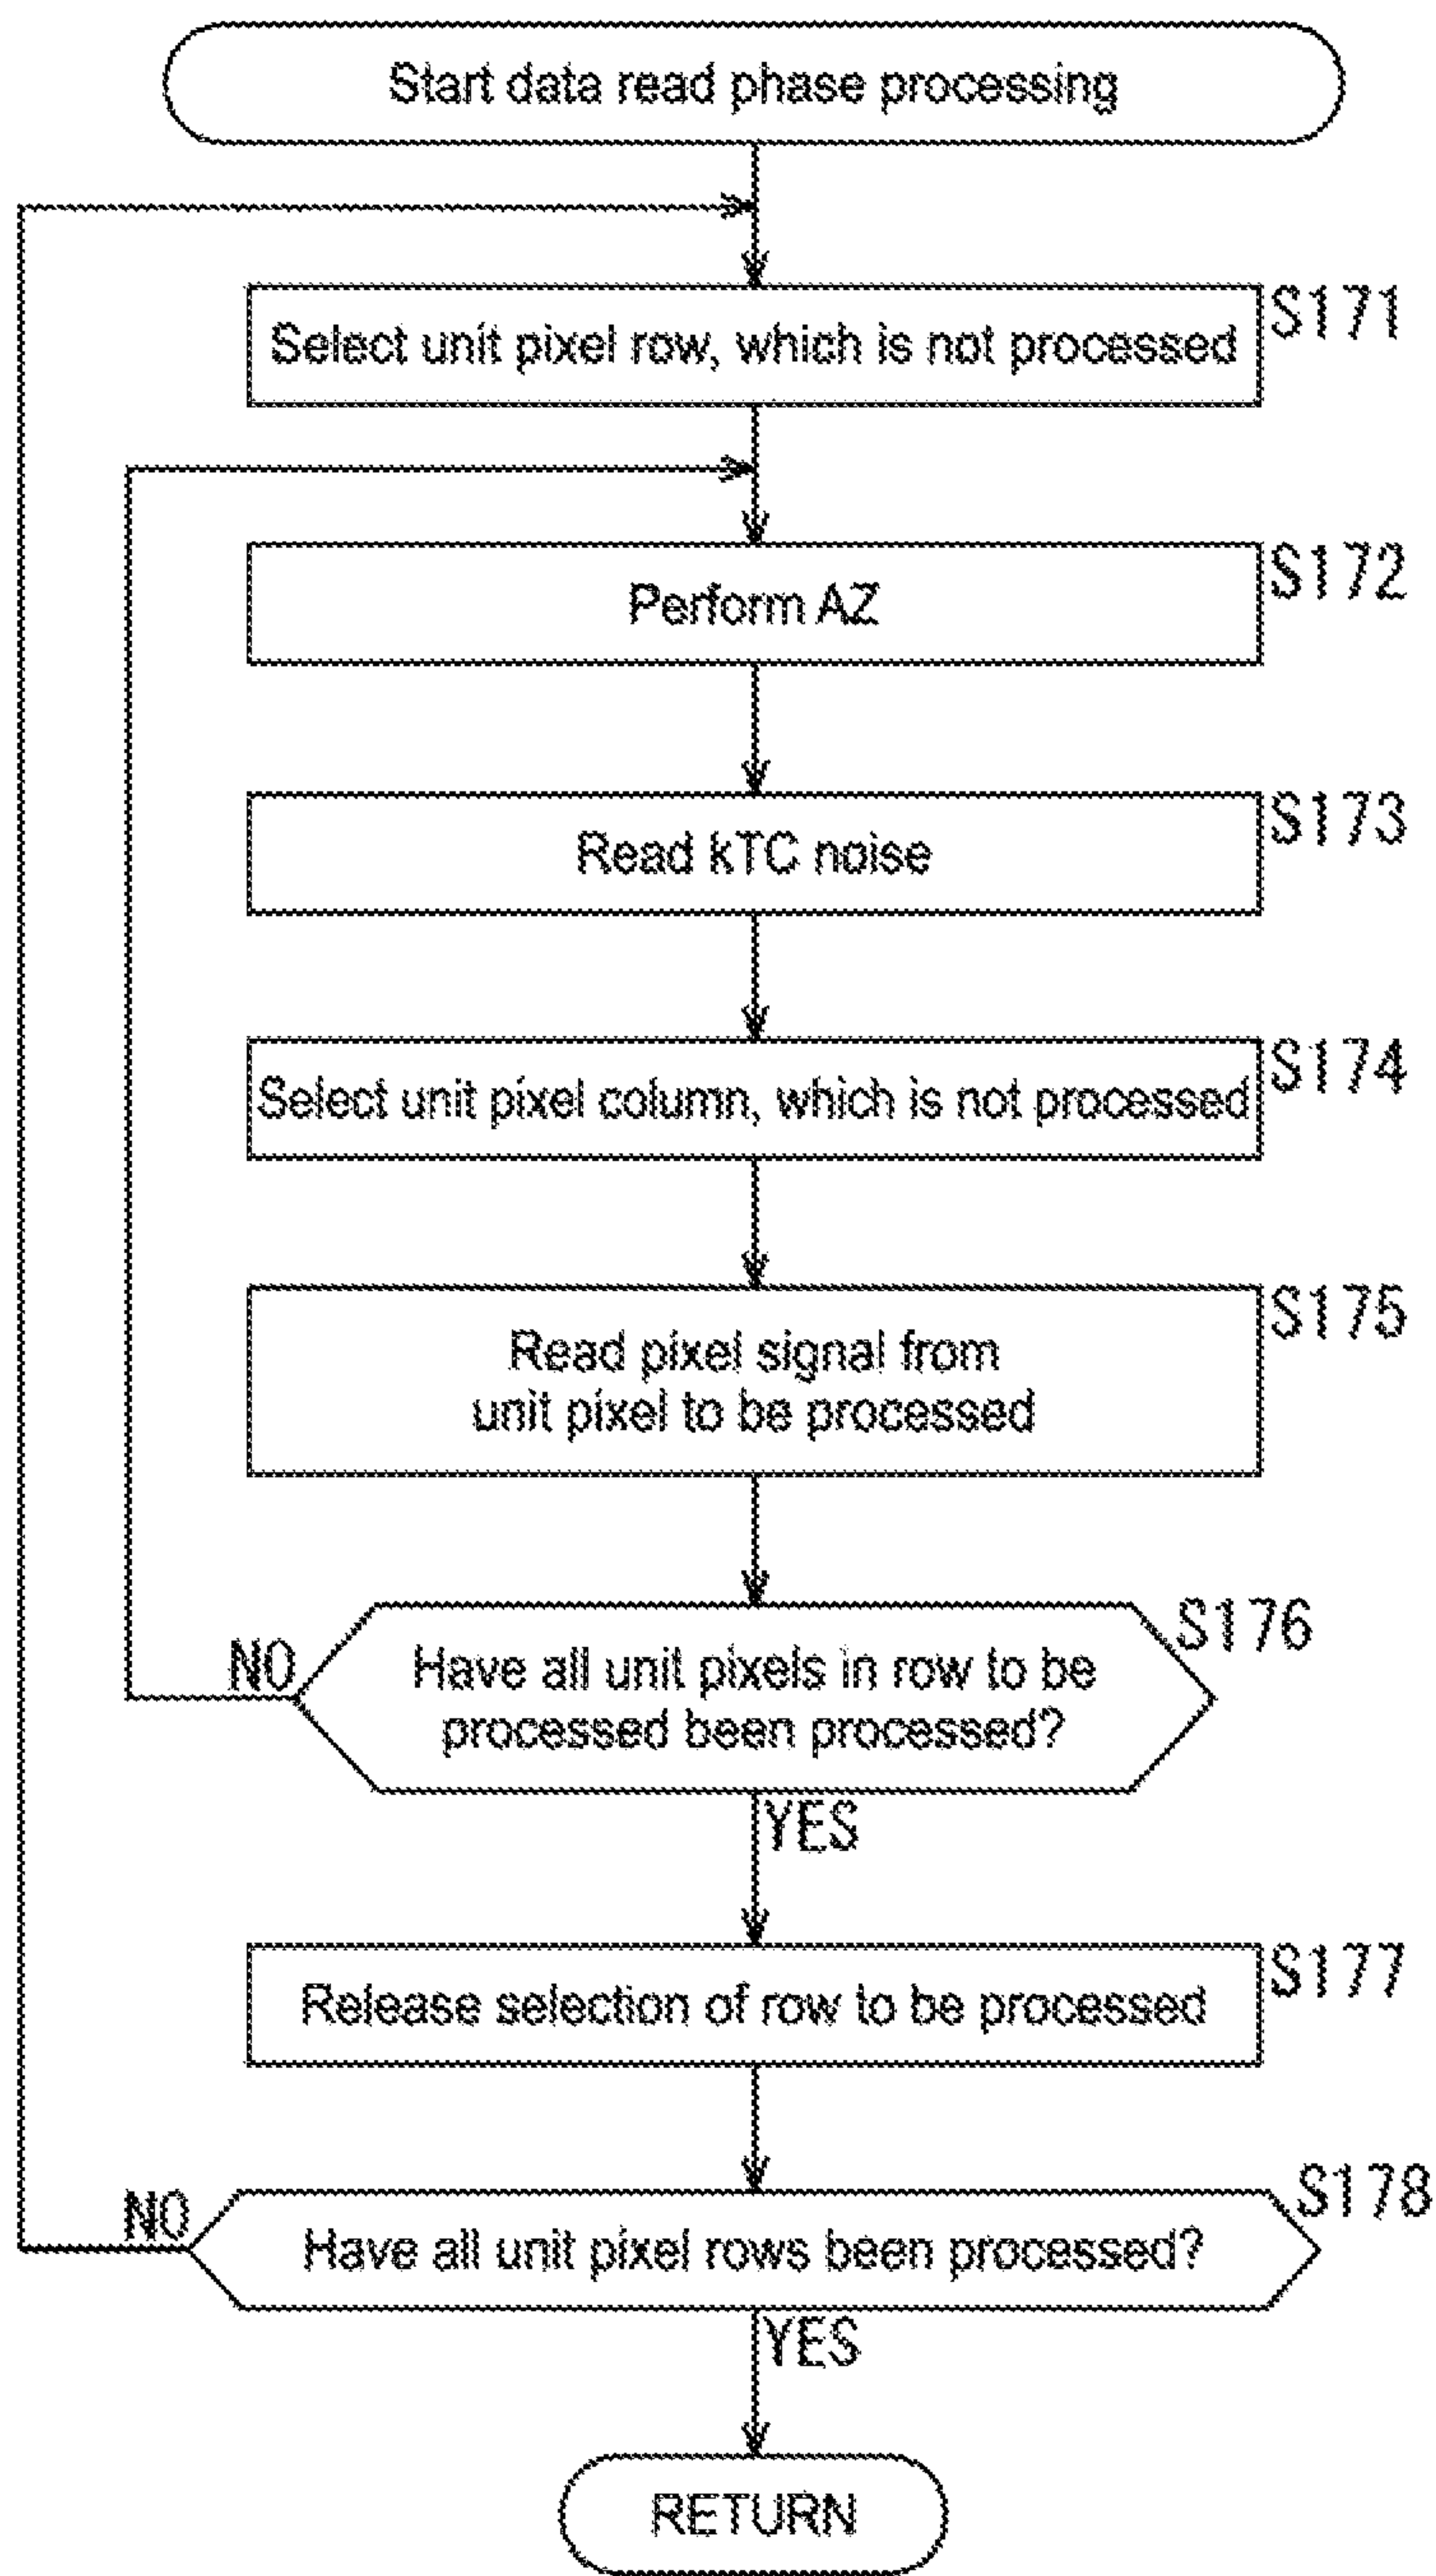 Start data read phase processing
Select unit pixel row, which is not processed
S171
Perform AZ
S172
Read kTC noise
S173
Select unit pixel column, which is not processed
S174
Read pixel signal from
unit pixel to be processed
S175
Have all unit pixels in row to be
processed been processed?
S176
NO
YES
Release selection of row to be processed
S177
Have all unit pixel rows been processed?
S178
NO
YES
RETURN